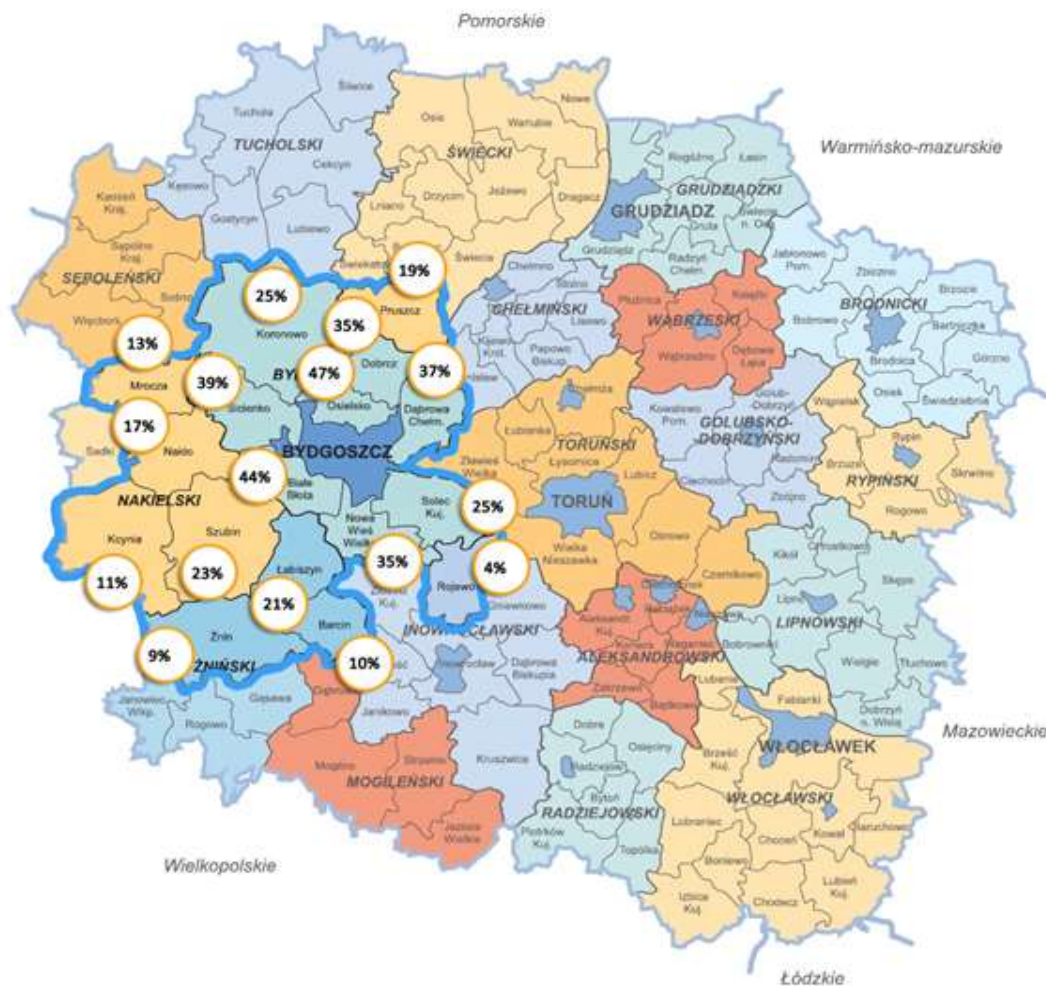 Pomorskie
Śliwice
Tuchola
TUCHOLSKI
Cekcyn
Kęsowo
Gostycyn
Lubiewo
Nowe
Osie
Warlubie
ŚWIECKI
Drzycim
Jeżewo
Dragacz
Lniano
Świecie
Warmińsko-mazurskie
Rogóźno
Łasin
GRUDZIĄDZKI
GRUDZIĄDZ
Gruta
Świecie
n. Os.
Grudziądz
Radzyń
Chełm.
Kamień
Kraj.
Sępólno
Kraj.
SĘPOLEŃSKI
Sośno
Więcbork
19%
25%
Koronowo
35%
Pruszcz
13%
Chełmno
Stolno
CHEŁMIŃSKI
Lisewo
Kijewo
Król.
Papowo
Biskup.
Płużnica
Książki
WĄBRZESKI
Wąbrzeźno
Dębowa
Łąka
Jabłonowo
Pom.
Zbiczno
Brzozie
BRODNICKI
Bobrowo
Bartniczka
Brodnica
Górzno
Osiek
Świedziebnia
Mrocza
39%
47%
Dobrcz
37%
Sicienko
Osielsko
Dąbrowa
Chełm.
17%
Sadki
Nakło
BYDGOSZCZ
44%
Białe
Błota
NAKIELSKI
Kcynia
Szubin
Nowa
Wieś
Wielka
Solec
Kuj.
25%
Chełmża
Łubianka
TORUŃSKI
Zławieś
Wielka
Łysomice
Lubicz
TORUŃ
Wielka
Nieszawka
Obrowo
Czernikowo
Kowalewo
Pom.
Golub-
Dobrzyń
GOLUBSKO-
DOBRZYŃSKI
Radomin
Ciechocin
Zbójno
Wąpielsk
Rypin
Brzuze
Skrwilno
RYPIŃSKI
Rogowo
11%
23%
Łabiszyn
21%
35%
Rojewo
4%
Gniewkowo
INOWROCŁAWSKI
Żnin
Barcin
9%
ŻNIŃSKI
10%
Janowiec
Wlkp.
Rogowo
Gąsawa
Inowrocław
Dąbrowa
Biskupia
Janikowo
Kruszwica
Mogilno
Strzelno
MOGILEŃSKI
Jeziora
Wielkie
Aleksandr.
Kuj.
ALEKSANDROWSKI
Zakrzewo
Bądkowo
Kikół
Chrostkowo
Skępe
Lipno
LIPNOWSKI
Bobrowniki
Wielgie
Tłuchowo
Dobrzyń
n. Wisłą
Mazowieckie
Lubanie
Fabianki
WŁOCŁAWEK
Brześć
Kuj.
WŁOCŁAWSKI
Lubraniec
Choceń
Kowal
Boniewo
Izbica
Kuj.
Chodecz
Lubień
Kuj.
Dobre
Osięciny
Radziejów
Bytoń
RADZIEJOWSKI
Piotrków
Kuj.
Topólka
Wielkopolskie
Łódzkie